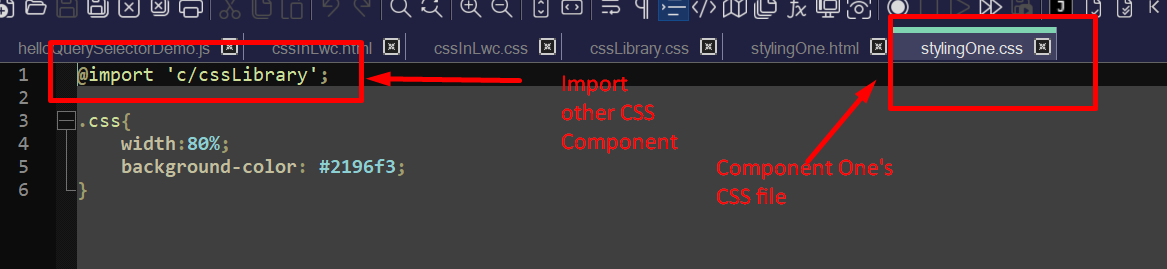 helloQuerySelectorDemo.js cssInLwc.html cssInLwc.css cssLibrary.css stylingOne.html stylingOne.css
1 @import 'c/cssLibrary';
2
3 .css{
4 width:80%;
5 background-color: #2196f3;
6 }
Import
other CSS
Component
Component One's
CSS file